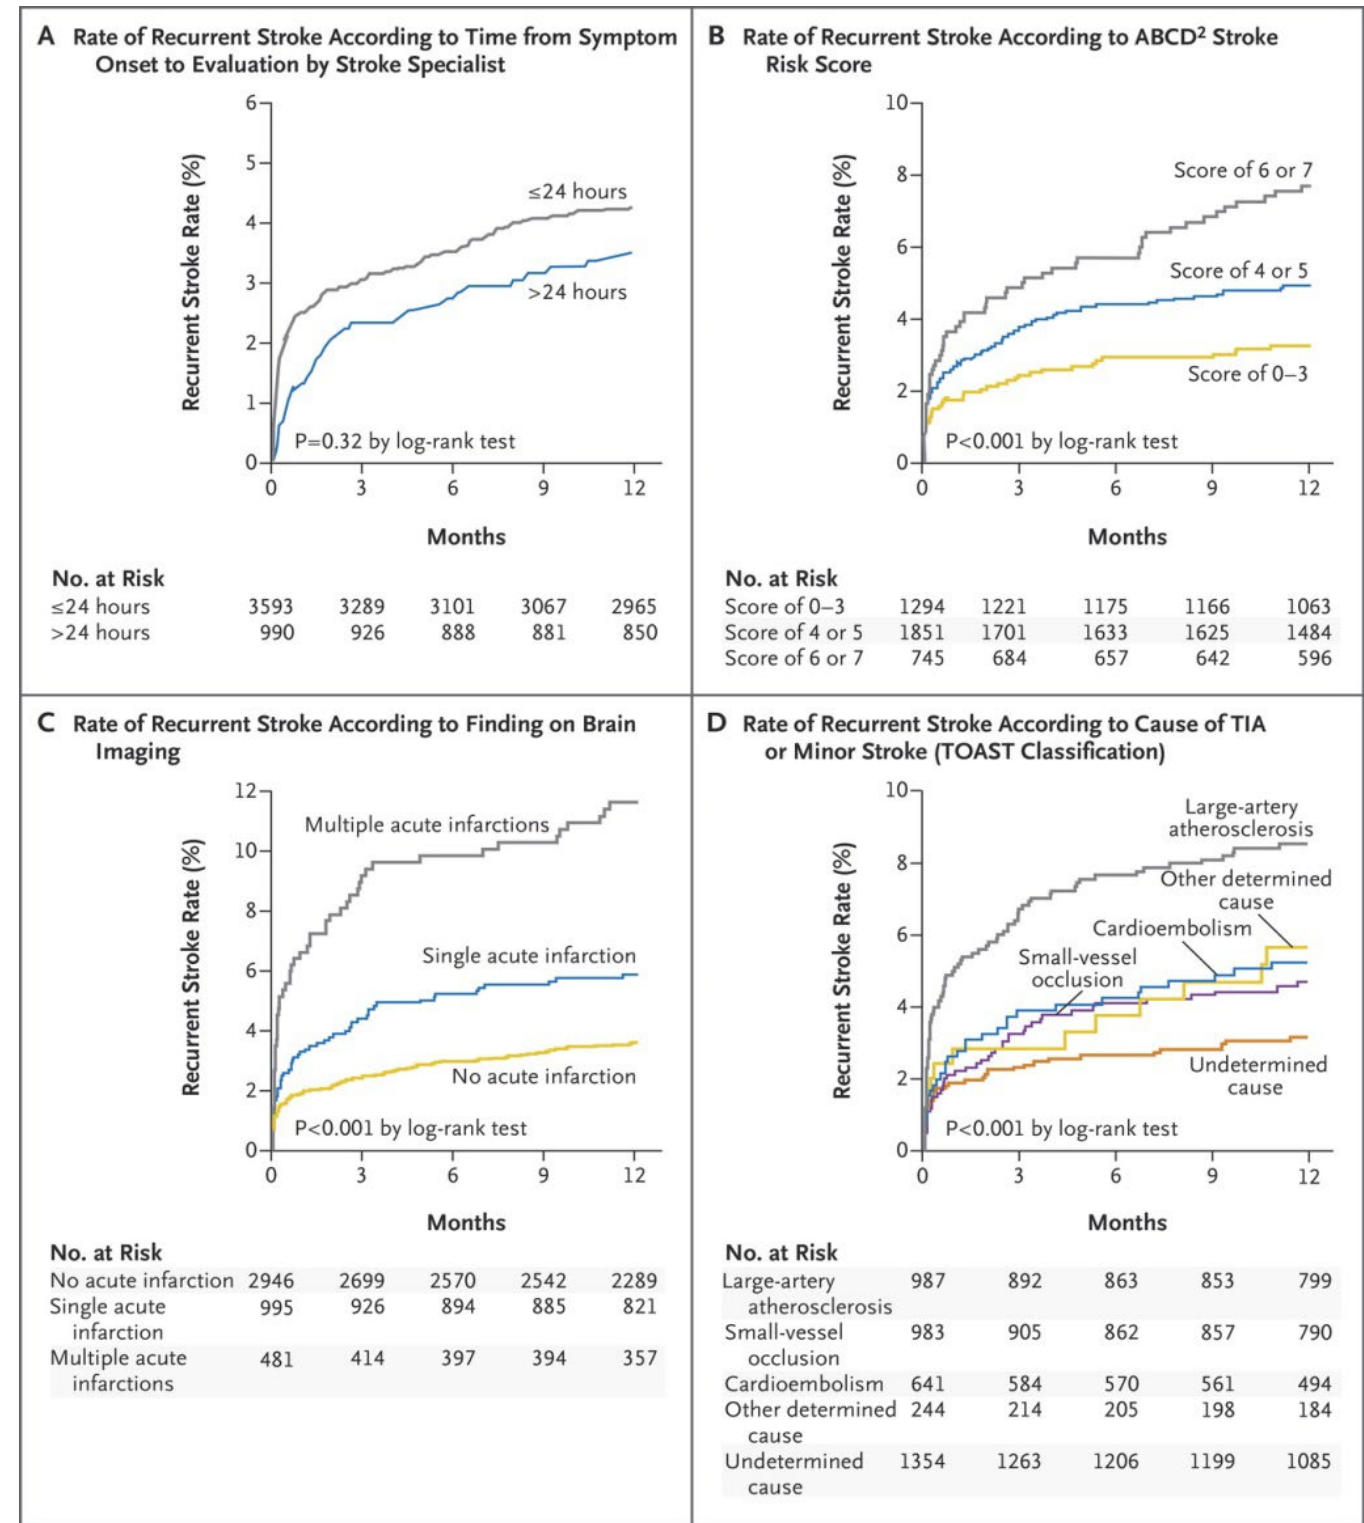 A Rate of Recurrent Stroke According to Time from Symptom
Onset to Evaluation by Stroke Specialist
6
5
4
3
2
1
0
Recurrent Stroke Rate (%)
≤24 hours
>24 hours
P=0.32 by log-rank test
0 3 6 9 12
Months
No. at Risk
≤24 hours 3593 3289 3101 3067 2965
>24 hours 990 926 888 881 850
B Rate of Recurrent Stroke According to ABCD² Stroke
Risk Score
10
8
6
4
2
0
Recurrent Stroke Rate (%)
Score of 6 or 7
Score of 4 or 5
Score of 0–3
P<0.001 by log-rank test
0 3 6 9 12
Months
No. at Risk
Score of 0–3 1294 1221 1175 1166 1063
Score of 4 or 5 1851 1701 1633 1625 1484
Score of 6 or 7 745 684 657 642 596
C Rate of Recurrent Stroke According to Finding on Brain
Imaging
12
10
8
6
4
2
0
Recurrent Stroke Rate (%)
Multiple acute infarctions
Single acute infarction
No acute infarction
P<0.001 by log-rank test
0 3 6 9 12
Months
No. at Risk
No acute infarction 2946 2699 2570 2542 2289
Single acute 995 926 894 885 821
infarction
Multiple acute 481 414 397 394 357
infarctions
D Rate of Recurrent Stroke According to Cause of TIA
or Minor Stroke (TOAST Classification)
10
8
6
4
2
0
Recurrent Stroke Rate (%)
Large-artery
atherosclerosis
Other determined
cause
Cardioembolism
Small-vessel
occlusion
Undetermined
cause
P<0.001 by log-rank test
0 3 6 9 12
Months
No. at Risk
Large-artery 987 892 863 853 799
atherosclerosis
Small-vessel 983 905 862 857 790
occlusion
Cardioembolism 641 584 570 561 494
Other determined 244 214 205 198 184
cause
Undetermined 1354 1263 1206 1199 1085
cause